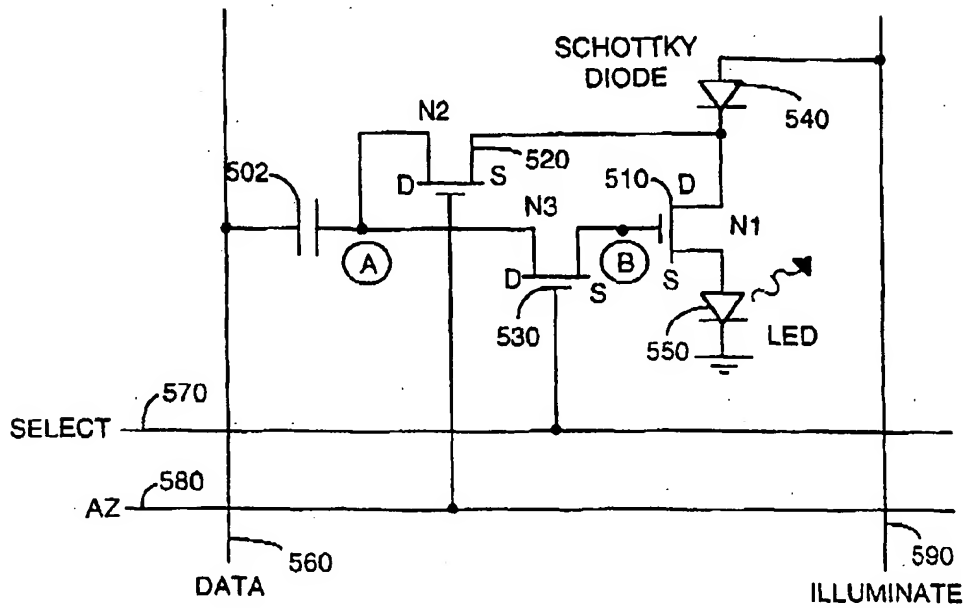 SCHOTTKY
DIODE
540
N2
520
502
D
S
510
D
N3
N1
A
B
D
S
S
530
550
LED
570
SELECT
580
AZ
560
590
DATA
ILLUMINATE